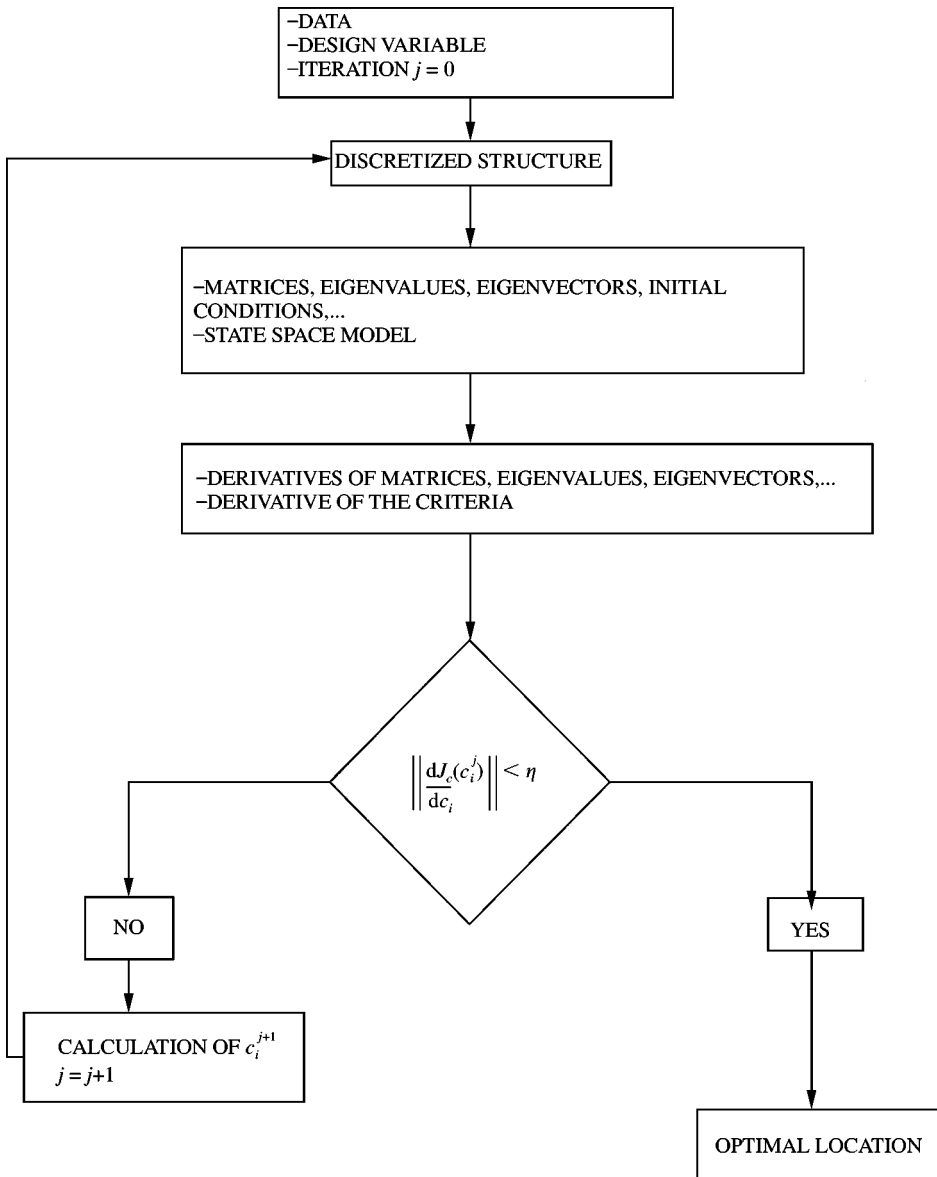 –DATA
–DESIGN VARIABLE
–ITERATION j = 0
DISCRETIZED STRUCTURE
–MATRICES, EIGENVALUES, EIGENVECTORS, INITIAL
CONDITIONS,...
–STATE SPACE MODEL
–DERIVATIVES OF MATRICES, EIGENVALUES, EIGENVECTORS,...
–DERIVATIVE OF THE CRITERIA
‖dJ_c(c_i^j)/dc_i‖ < η
NO
YES
CALCULATION OF c_i^{j+1}
j = j+1
OPTIMAL LOCATION